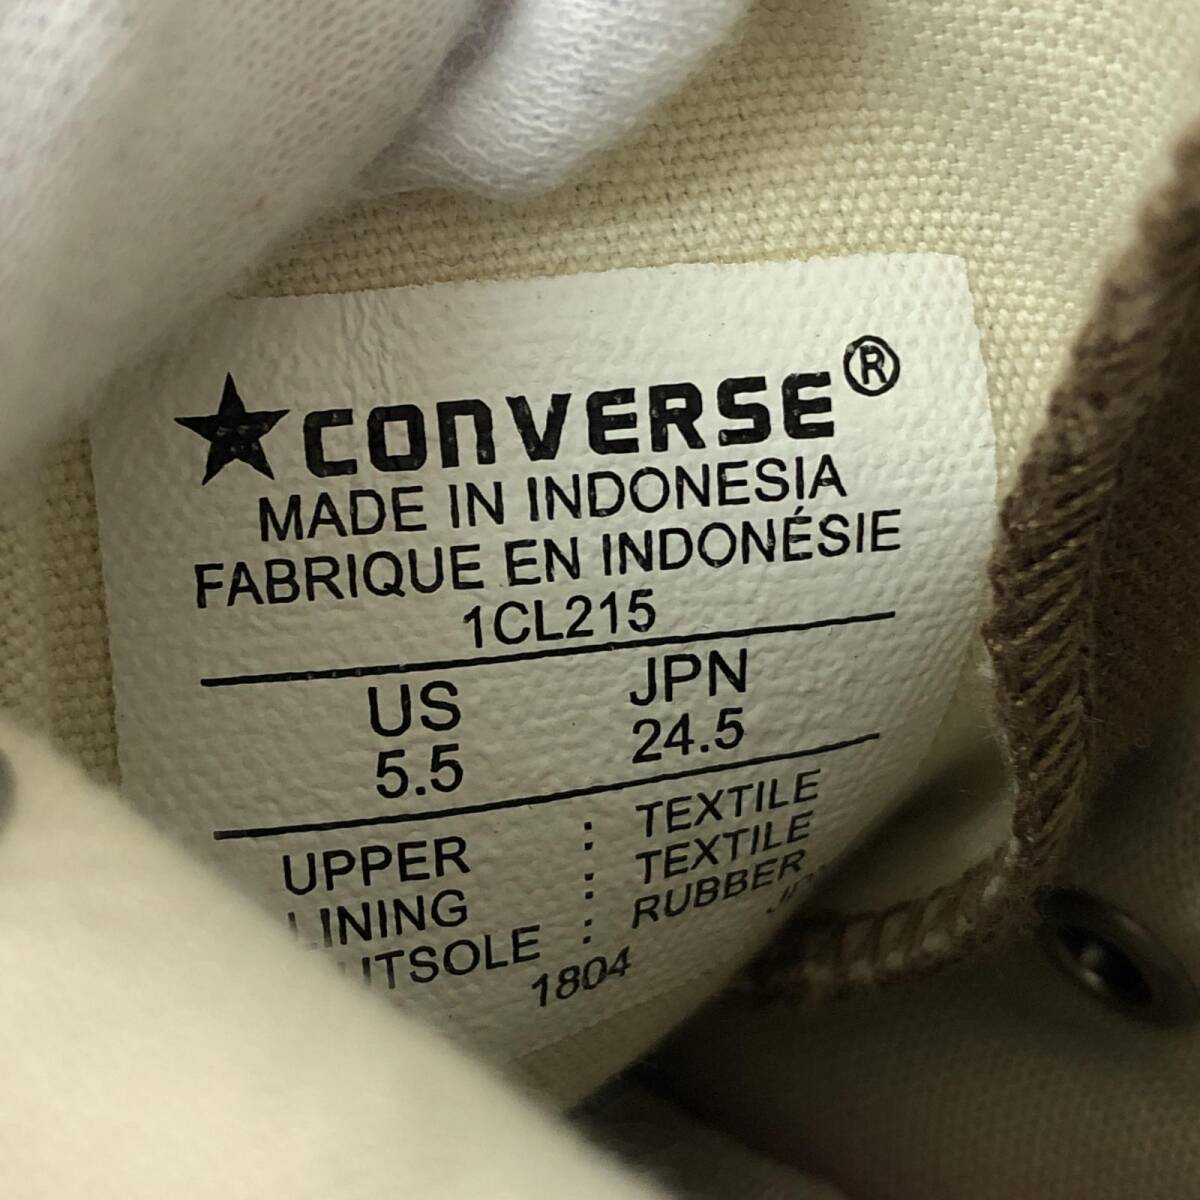 CONVERSE®
MADE IN INDONESIA
FABRIQUE EN INDONÉSIE
1CL215
US JPN
5.5 24.5
UPPER : TEXTILE
LINING : TEXTILE
UTSOLE : RUBBER
1804